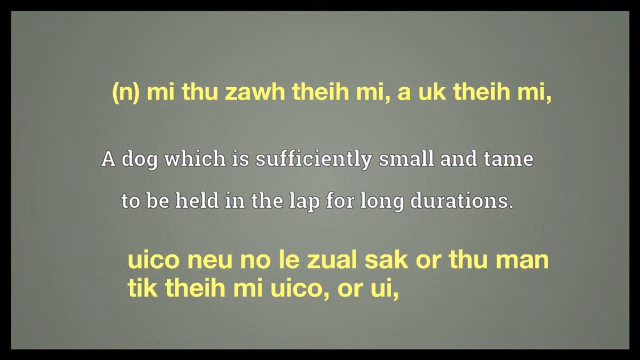 (n) mi thu zawh theih mi, a uk theih mi,
A dog which is sufficiently small and tame
to be held in the lap for long durations.
uico neu no le zual sak or thu man
tik theih mi uico, or ui,